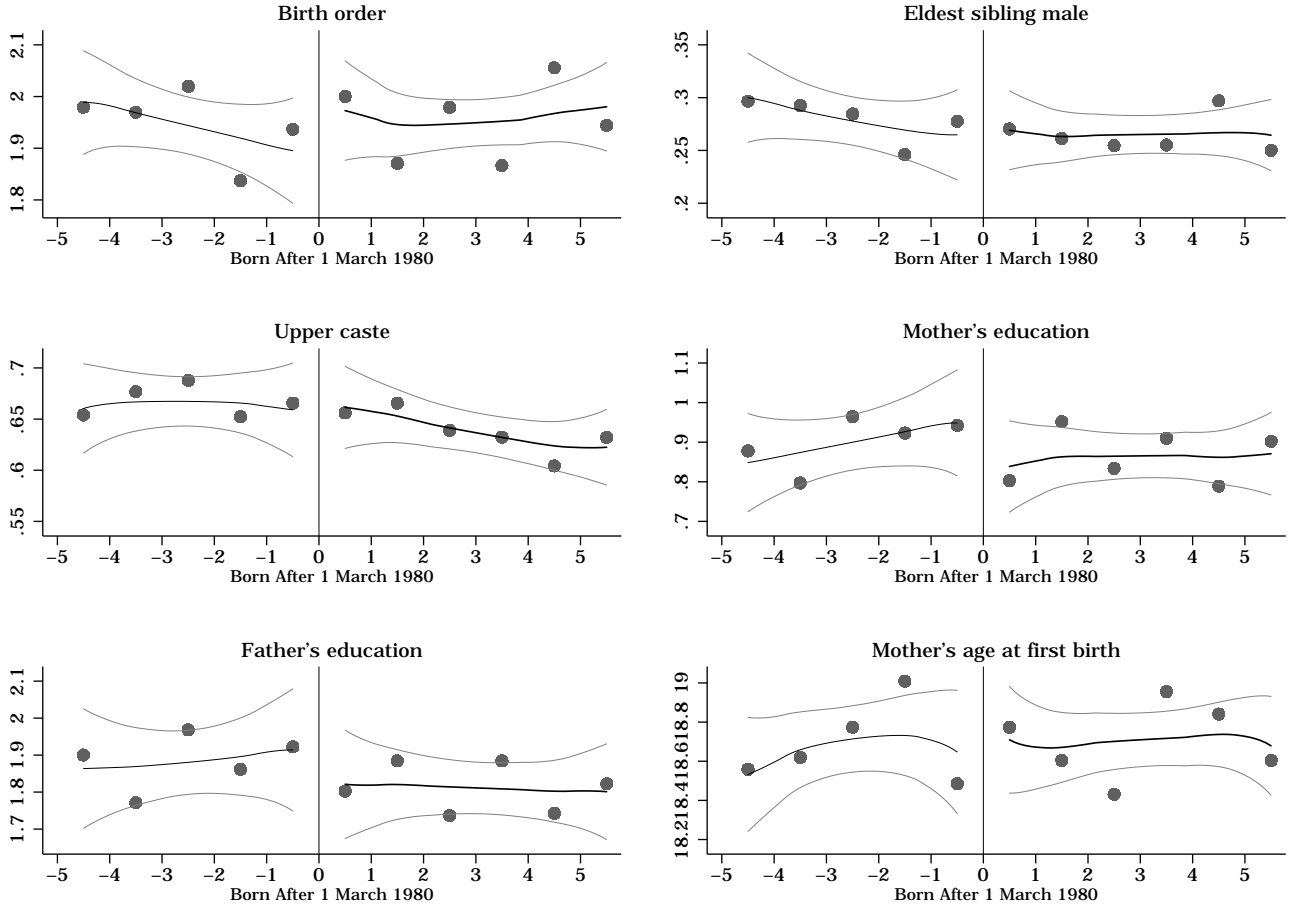 Birth order
2.1
2
1.9
1.8
−5 −4 −3 −2 −1 0 1 2 3 4 5
Born After 1 March 1980
Eldest sibling male
.35
.3
.25
.2
−5 −4 −3 −2 −1 0 1 2 3 4 5
Born After 1 March 1980
Upper caste
.7
.65
.6
.55
−5 −4 −3 −2 −1 0 1 2 3 4 5
Born After 1 March 1980
Mother's education
1.1
1
.9
.8
.7
−5 −4 −3 −2 −1 0 1 2 3 4 5
Born After 1 March 1980
Father's education
2.1
2
1.9
1.8
1.7
−5 −4 −3 −2 −1 0 1 2 3 4 5
Born After 1 March 1980
Mother's age at first birth
19
18.8
18.6
18.4
18.2
−5 −4 −3 −2 −1 0 1 2 3 4 5
Born After 1 March 1980